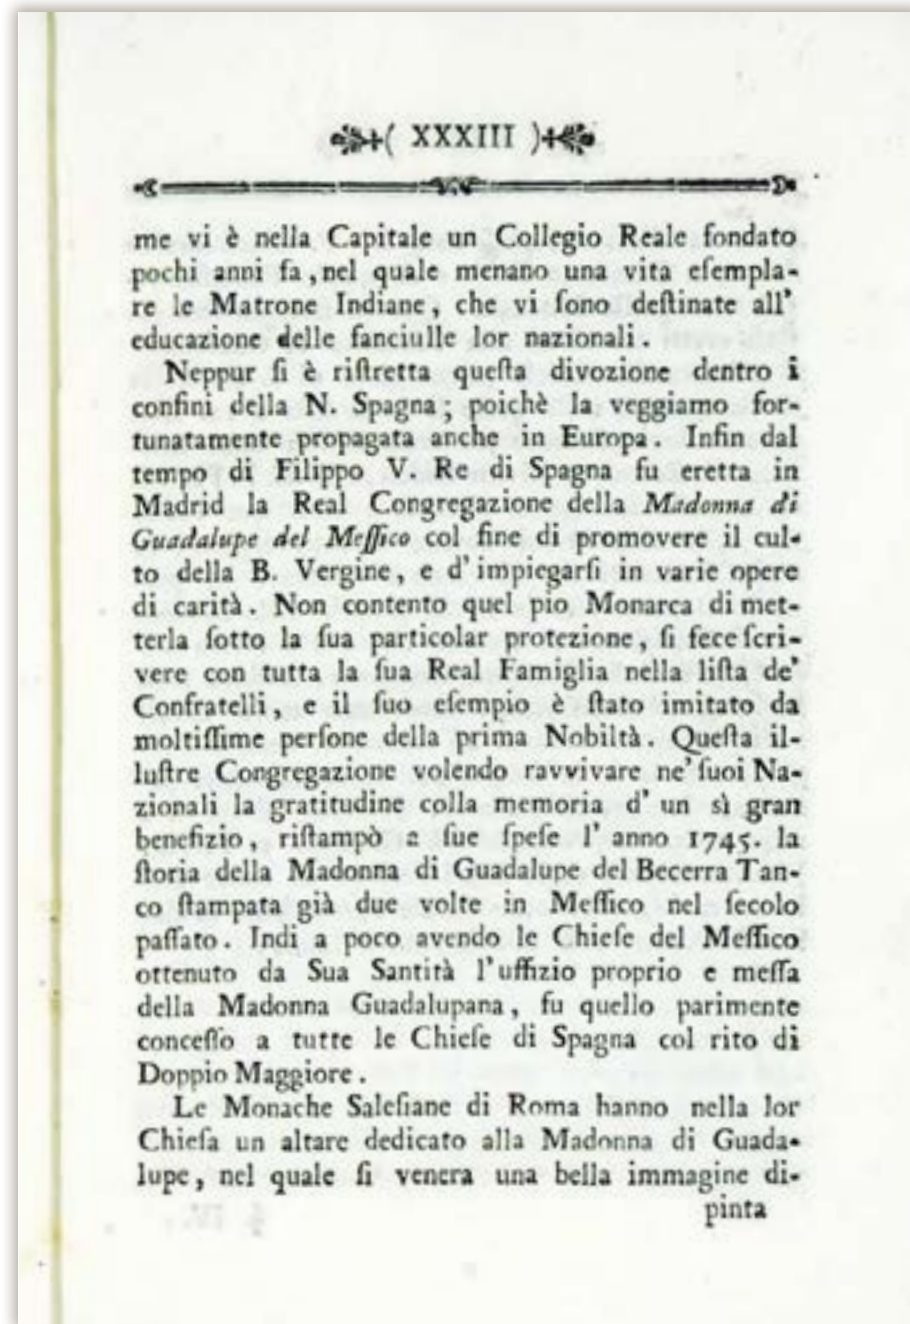 ( XXXIII )
me vi è nella Capitale un Collegio Reale fondato
pochi anni fa, nel quale menano una vita eſempla-
re le Matrone Indiane, che vi ſono deſtinate all'
educazione delle fanciulle lor nazionali.
Neppur ſi è riſtretta queſta divozione dentro i
confini della N. Spagna; poichè la veggiamo for-
tunatamente propagata anche in Europa. Infin dal
tempo di Filippo V. Re di Spagna fu eretta in
Madrid la Real Congregazione della Madonna di
Guadalupe del Meſſico col fine di promovere il cul-
to della B. Vergine, e d'impiegarſi in varie opere
di carità. Non contento quel pio Monarca di met-
terla ſotto la ſua particolar protezione, ſi fece ſcri-
vere con tutta la ſua Real Famiglia nella liſta de'
Confratelli, e il ſuo eſempio è ſtato imitato da
moltiſſime perſone della prima Nobiltà. Queſta il-
luſtre Congregazione volendo ravvivare ne' ſuoi Na-
zionali la gratitudine colla memoria d' un sì gran
benefizio, riſtampò a ſue ſpeſe l' anno 1745. la
ſtoria della Madonna di Guadalupe del Becerra Tan-
co ſtampata già due volte in Meſſico nel ſecolo
paſſato. Indi a poco avendo le Chieſe del Meſſico
ottenuto da Sua Santità l'uffizio proprio e meſſa
della Madonna Guadalupana, fu quello parimente
conceſſo a tutte le Chieſe di Spagna col rito di
Doppio Maggiore.
Le Monache Saleſiane di Roma hanno nella lor
Chieſa un altare dedicato alla Madonna di Guada-
lupe, nel quale ſi venera una bella immagine di-
pinta